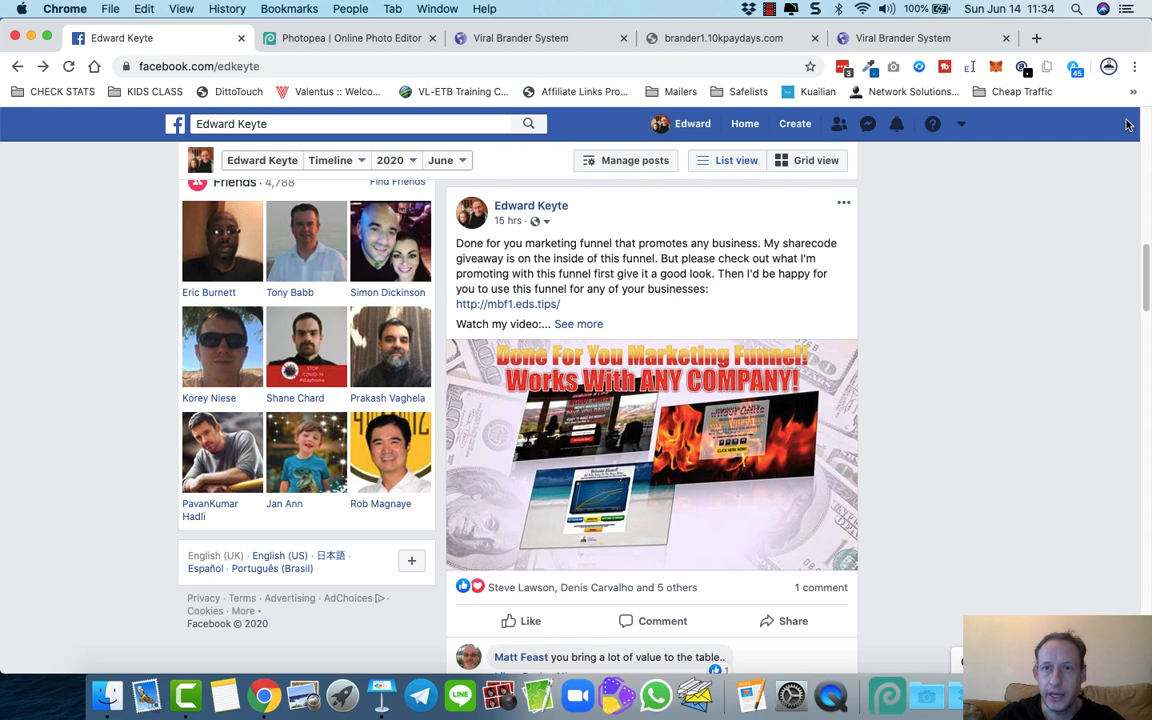 Chrome File Edit View History Bookmarks People Tab Window Help 100% Sun Jun 14 11:34
Edward Keyte Photopea | Online Photo Editor Viral Brander System brander1.10kpaydays.com Viral Brander System
facebook.com/edkeyte 3 45
CHECK STATS KIDS CLASS DittoTouch Valentus :: Welco... VL-ETB Training C... Affiliate Links Pro... Mailers Safelists Kuailian Network Solutions... Cheap Traffic »
Edward Keyte Edward Home Create
Edward Keyte Timeline 2020 June Manage posts List view Grid view
Friends · 4,788 Find Friends
Eric Burnett Tony Babb Simon Dickinson
Korey Niese Shane Chard Prakash Vaghela
PavanKumar Hadli Jan Ann Rob Magnaye
English (UK) · English (US) · 日本語 ·
Español · Português (Brasil)
Privacy · Terms · Advertising · AdChoices ·
Cookies · More
Facebook © 2020
Edward Keyte
15 hrs ·
Done for you marketing funnel that promotes any business. My sharecode
giveaway is on the inside of this funnel. But please check out what I'm
promoting with this funnel first give it a good look. Then I'd be happy for
you to use this funnel for any of your businesses:
http://mbf1.eds.tips/
Watch my video:... See more
Done For You Marketing Funnel!
Works With ANY COMPANY!
Steve Lawson, Denis Carvalho and 5 others 1 comment
Like Comment Share
Matt Feast you bring a lot of value to the table..
1
LINE